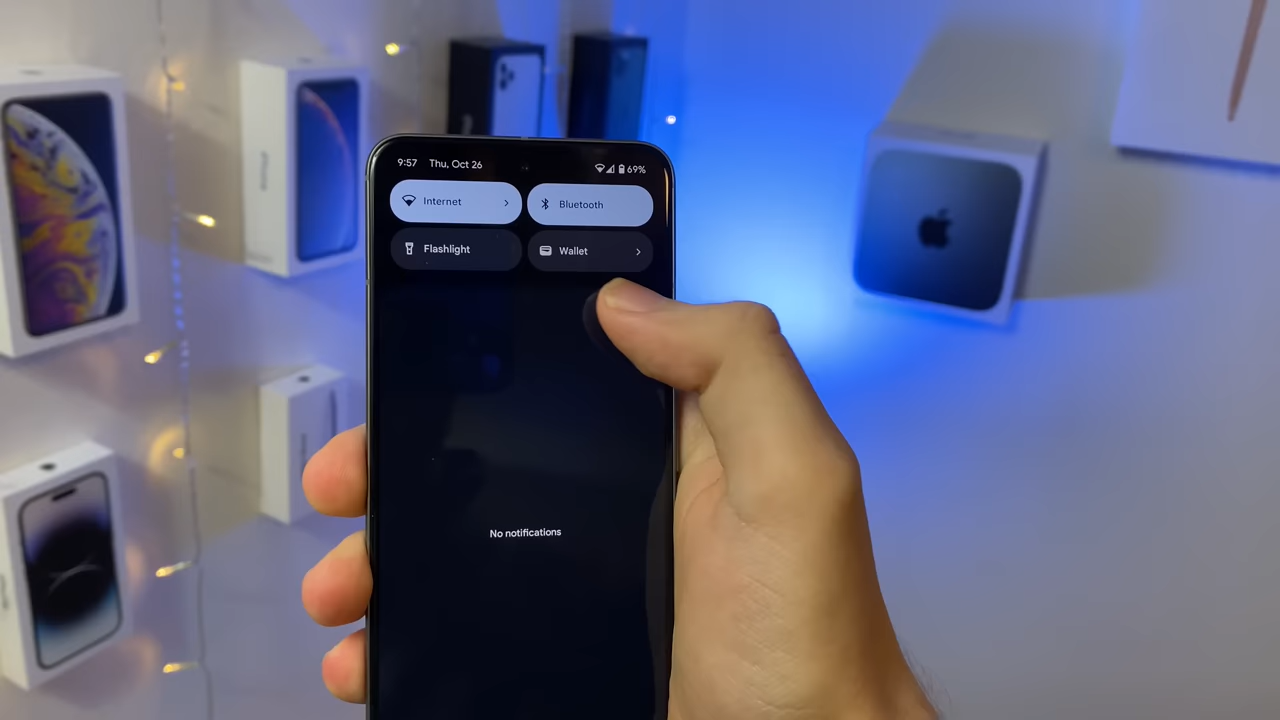 9:57 Thu, Oct 26 69%
Internet Bluetooth
Flashlight Wallet
No notifications